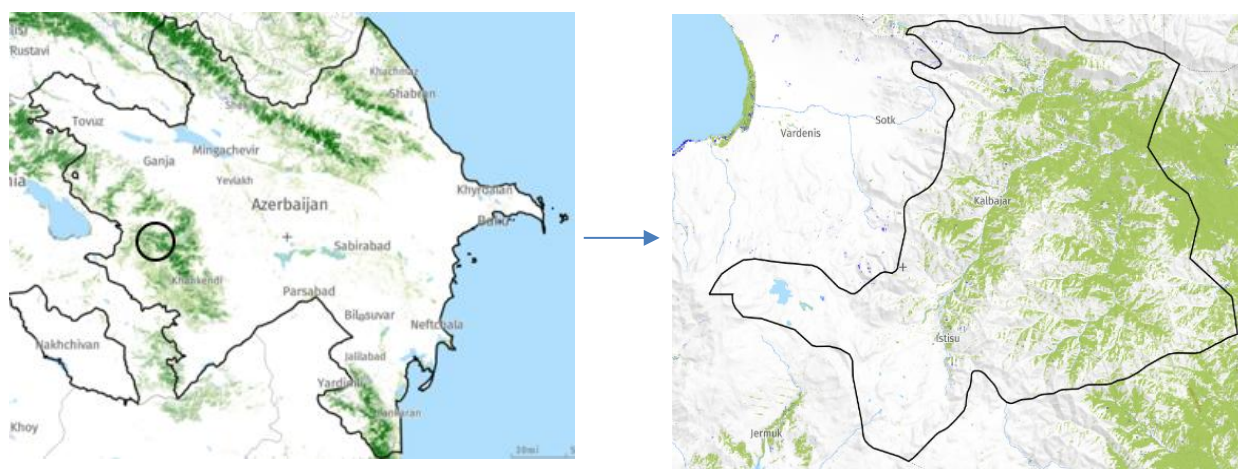 Rustavi
Khachmaz
Shabran
Tovuz
Mingachevir
Ganja
Yevlakh
Khyrdalan
Azerbaijan
Baku
Sabirabad
Khankendi
Parsabad
Bilasuvar
Neftchala
Nakhchivan
Jalilabad
Yardimli
Lankaran
Khoy
Vardenis
Sotk
Kalbajar
Istisu
Jermuk